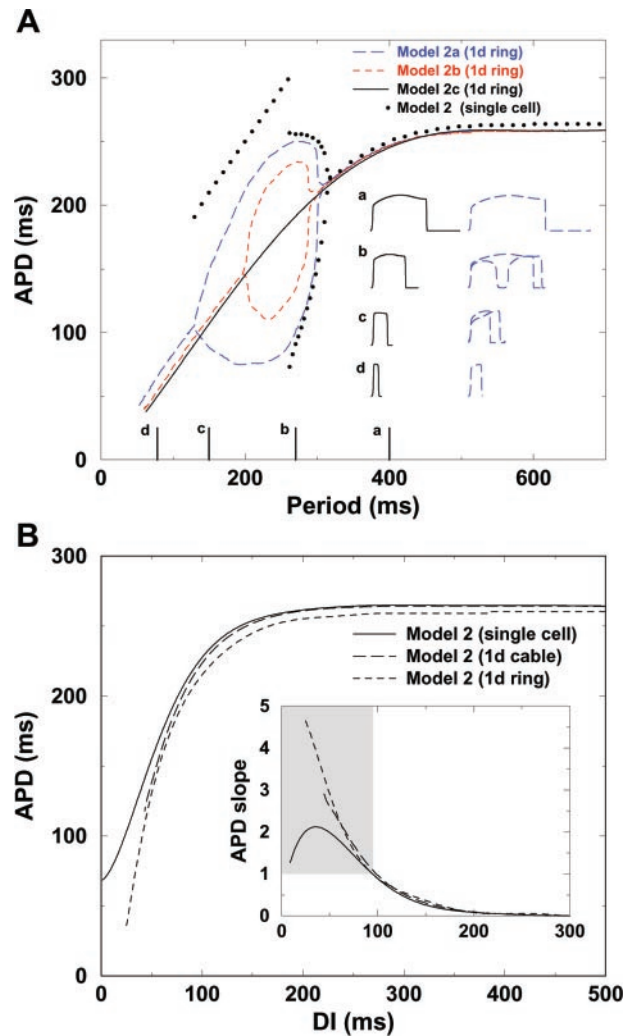 A
Model 2a (1d ring)
Model 2b (1d ring)
Model 2c (1d ring)
Model 2 (single cell)
300
200
100
0
APD (ms)
a
b
c
d
d c b a
0 200 400 600
Period (ms)
B
300
200
100
0
APD (ms)
Model 2 (single cell)
Model 2 (1d cable)
Model 2 (1d ring)
5
4
3
2
1
0
APD slope
0 100 200 300
0 100 200 300 400 500
DI (ms)